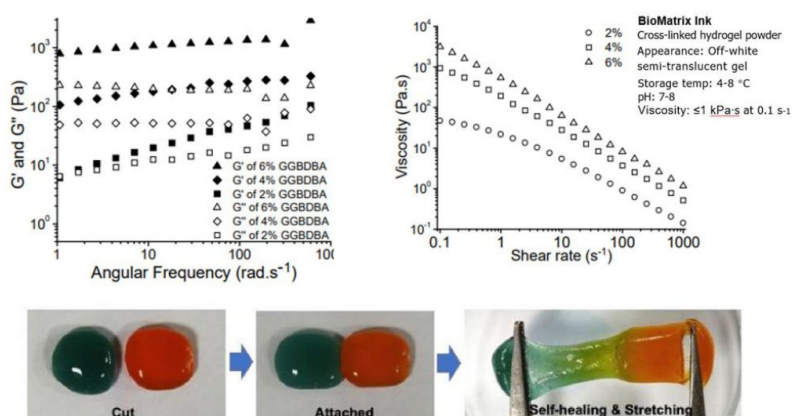 10³
10²
10¹
10⁰
G' and G'' (Pa)
G' of 6% GGBDBA
G' of 4% GGBDBA
G' of 2% GGBDBA
G'' of 6% GGBDBA
G'' of 4% GGBDBA
G'' of 2% GGBDBA
1 10 100
Angular Frequency (rad.s⁻¹)
10⁴
10³
10²
10¹
10⁰
10⁻¹
Viscosity (Pa.s)
2%
4%
6%
0.1 1 10 100 1000
Shear rate (s⁻¹)
BioMatrix Ink
Cross-linked hydrogel powder
Appearance: Off-white
semi-translucent gel
Storage temp: 4-8 °C
pH: 7-8
Viscosity: ≤1 kPa·s at 0.1 s-1
Cut
Attached
Self-healing & Stretching